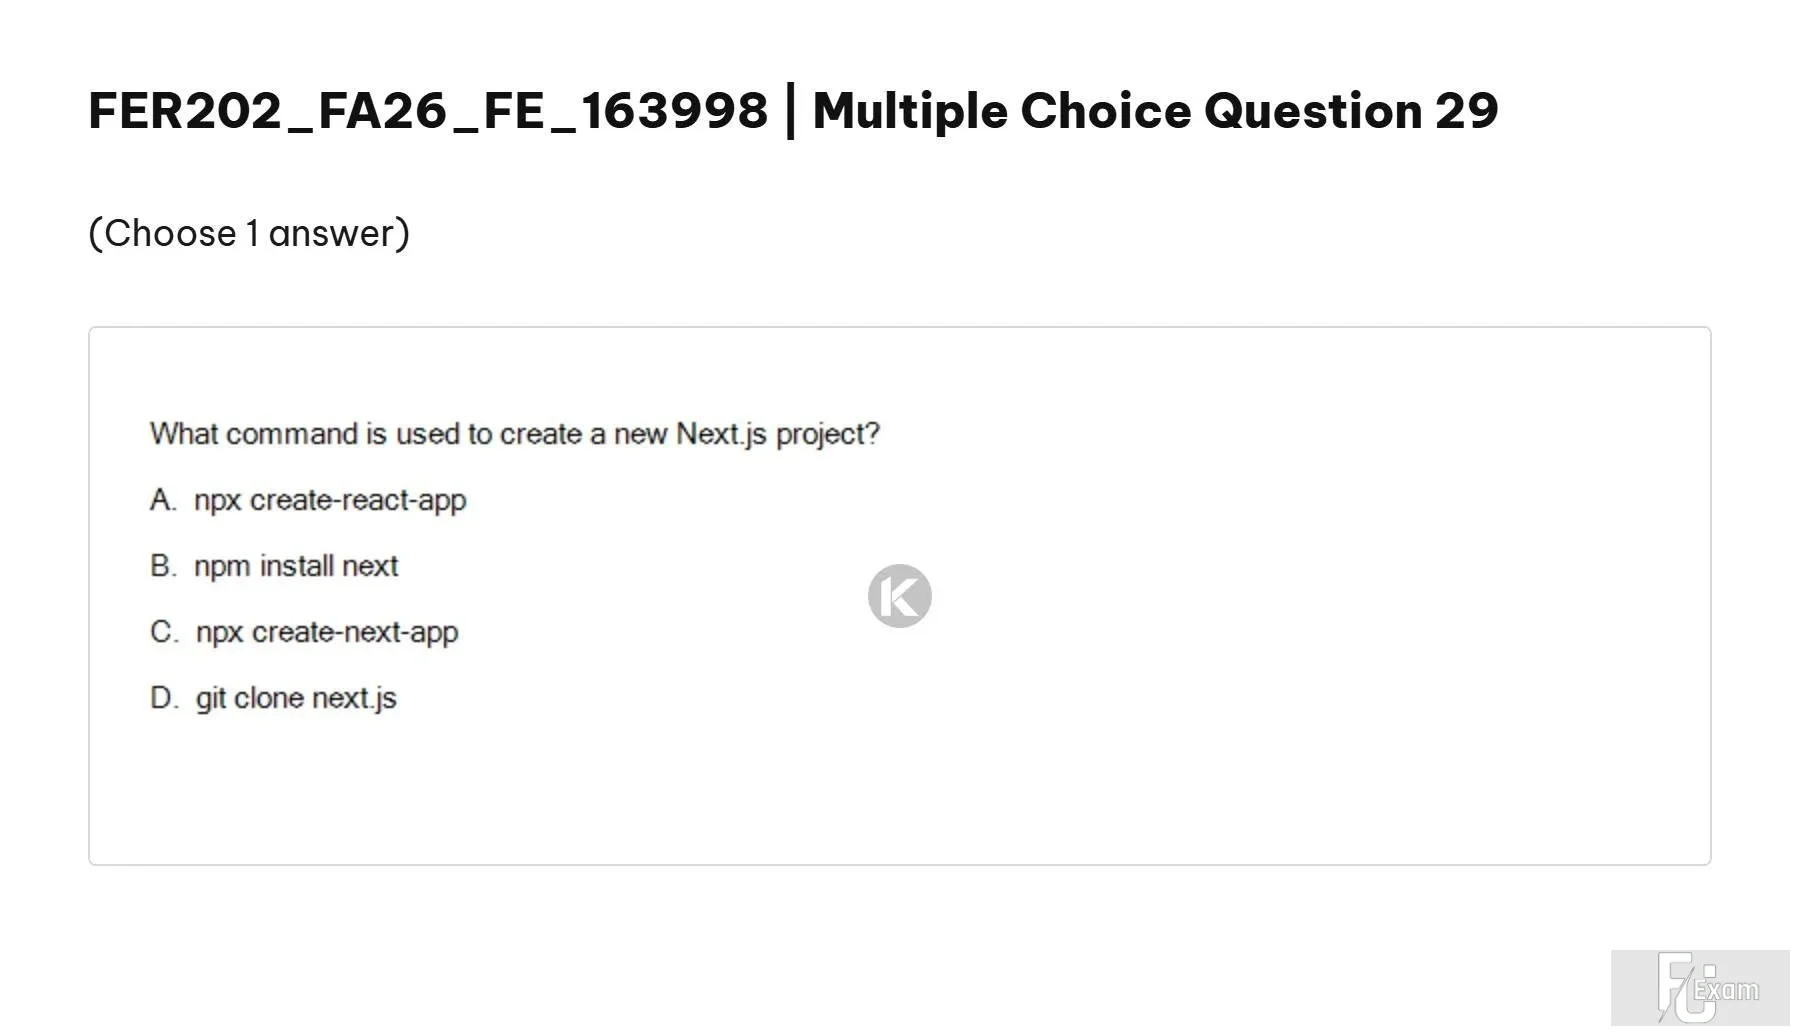 FER202_FA26_FE_163998 | Multiple Choice Question 29
(Choose 1 answer)
What command is used to create a new Next.js project?
A. npx create-react-app
B. npm install next
C. npx create-next-app
D. git clone next.js
K
FU Exam